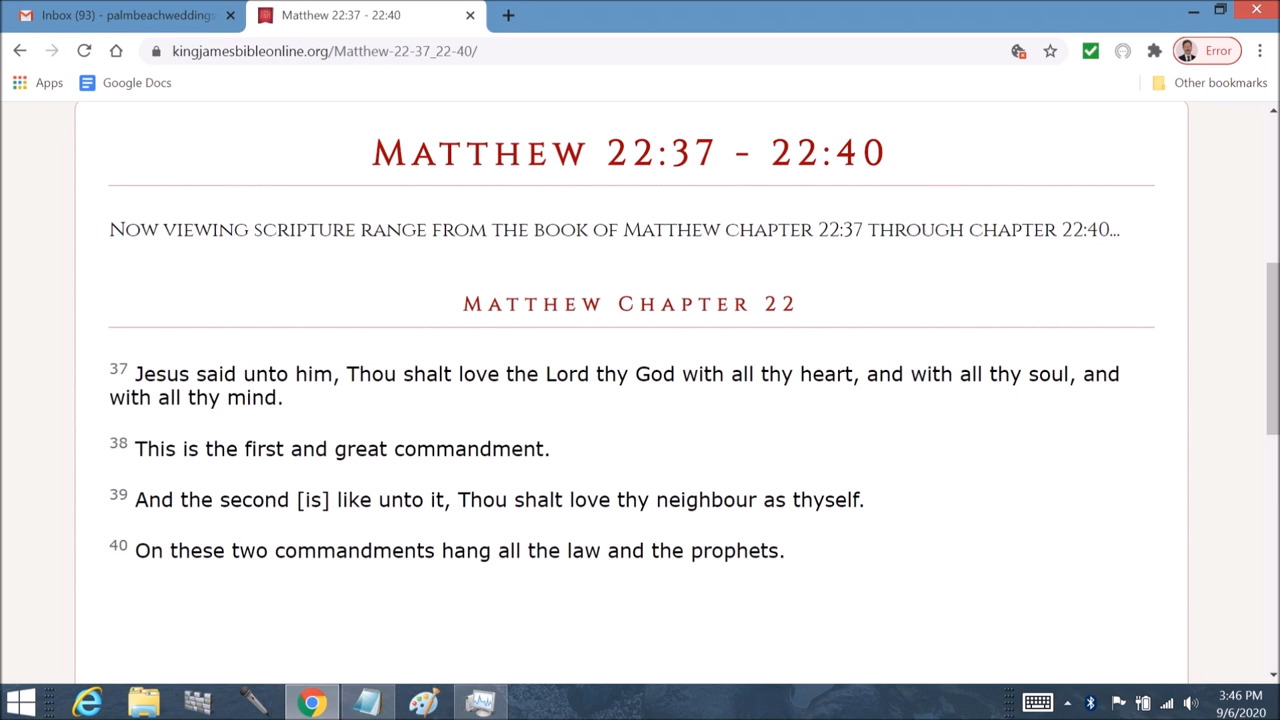 Inbox (93) - palmbeachweddings
Matthew 22:37 - 22:40
kingjamesbibleonline.org/Matthew-22-37_22-40/
Error
Apps
Google Docs
Other bookmarks
Matthew 22:37 - 22:40
Now viewing scripture range from the book of Matthew chapter 22:37 through chapter 22:40...
Matthew Chapter 22
37 Jesus said unto him, Thou shalt love the Lord thy God with all thy heart, and with all thy soul, and
with all thy mind.
38 This is the first and great commandment.
39 And the second [is] like unto it, Thou shalt love thy neighbour as thyself.
40 On these two commandments hang all the law and the prophets.
3:46 PM
9/6/2020